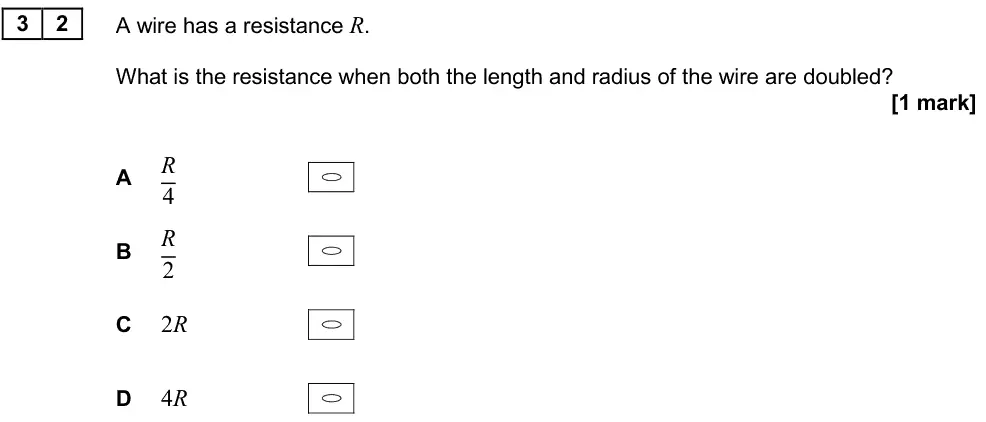 3 2 A wire has a resistance R.
What is the resistance when both the length and radius of the wire are doubled?
[1 mark]
A R/4
B R/2
C 2R
D 4R